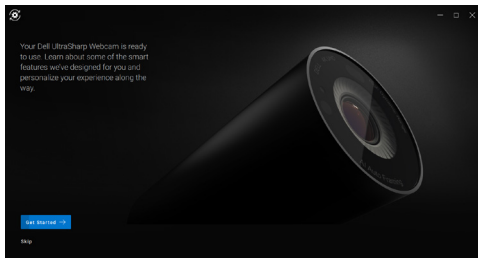 Your Dell UltraSharp Webcam is ready
to use. Learn about some of the smart
features we've designed for you and
personalize your experience along the
way.
Get Started →
Skip